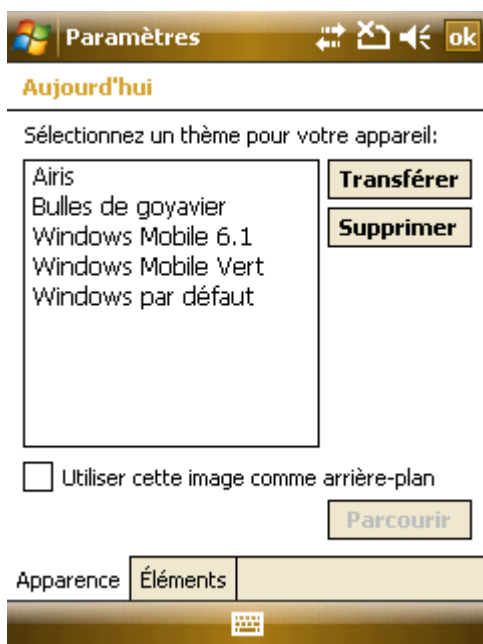 Paramètres ok
Aujourd'hui
Sélectionnez un thème pour votre appareil:
Airis
Bulles de goyavier
Windows Mobile 6.1
Windows Mobile Vert
Windows par défaut
Transférer
Supprimer
Utiliser cette image comme arrière-plan
Parcourir
Apparence Éléments